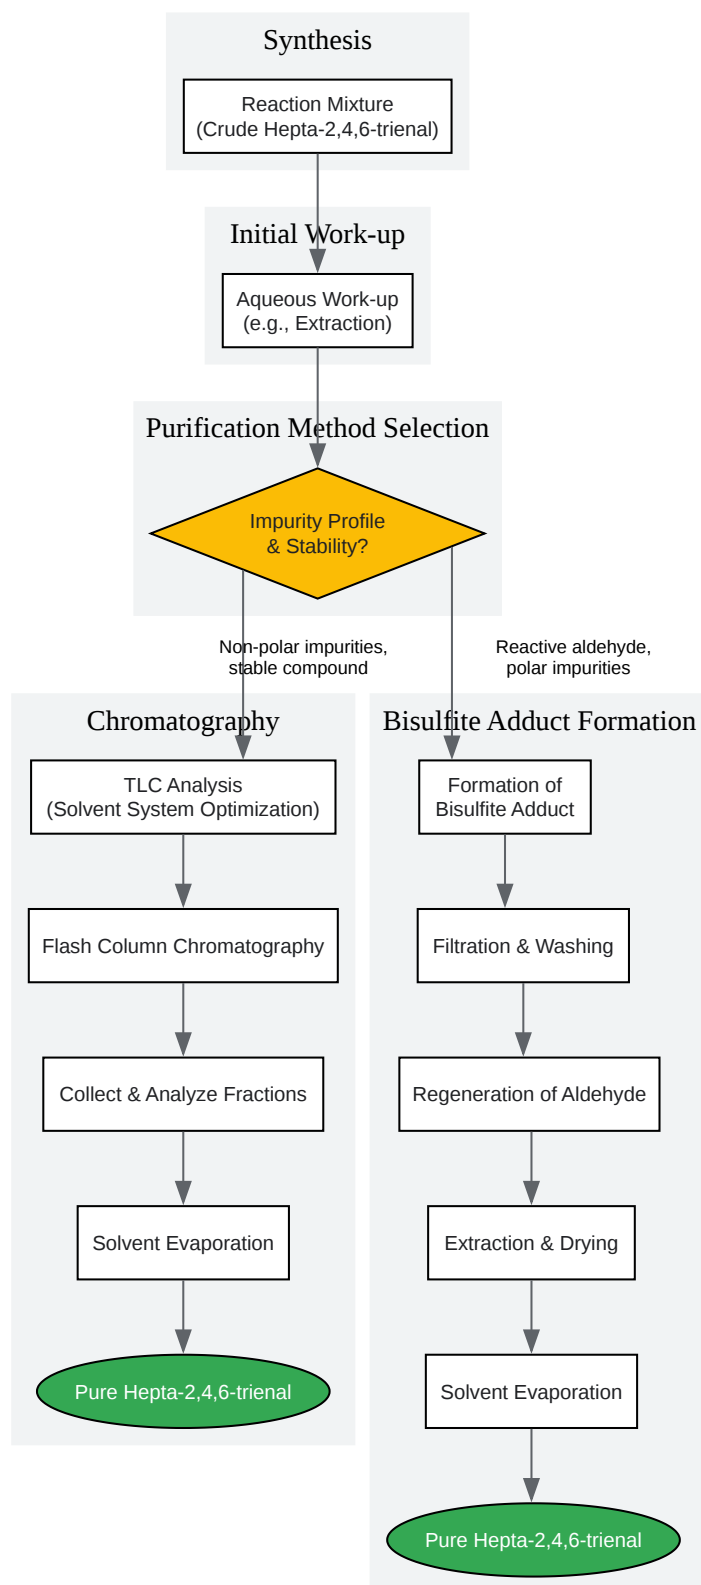 Synthesis
Reaction Mixture
(Crude Hepta-2,4,6-trienal)
Initial Work-up
Aqueous Work-up
(e.g., Extraction)
Purification Method Selection
Impurity Profile
& Stability?
Non-polar impurities,
stable compound
Reactive aldehyde,
polar impurities
Chromatography
TLC Analysis
(Solvent System Optimization)
Flash Column Chromatography
Collect & Analyze Fractions
Solvent Evaporation
Pure Hepta-2,4,6-trienal
Bisulfite Adduct Formation
Formation of
Bisulfite Adduct
Filtration & Washing
Regeneration of Aldehyde
Extraction & Drying
Solvent Evaporation
Pure Hepta-2,4,6-trienal